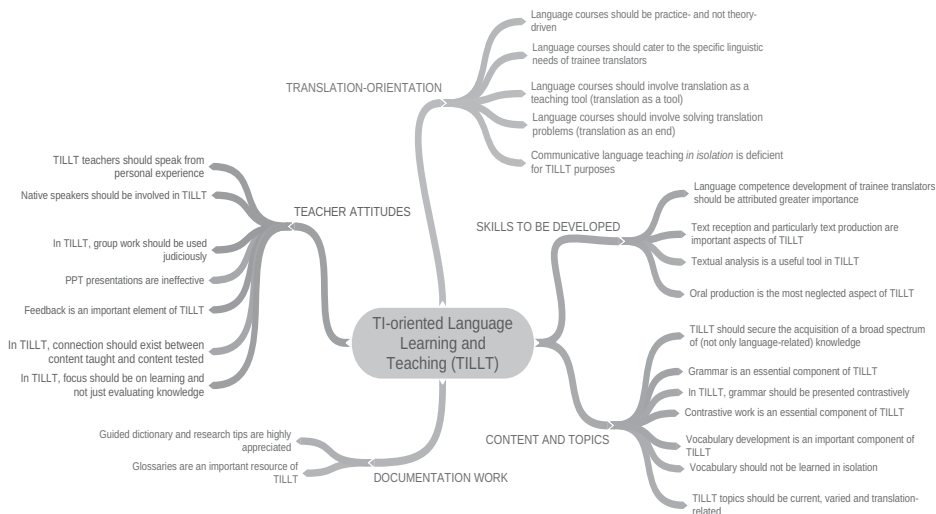 Language courses should be practice- and not theory-
driven
Language courses should cater to the specific linguistic
needs of trainee translators
TRANSLATION-ORIENTATION
Language courses should involve translation as a
teaching tool (translation as a tool)
Language courses should involve solving translation
problems (translation as an end)
Communicative language teaching in isolation is deficient
for TILLT purposes
TILLT teachers should speak from
personal experience
Native speakers should be involved in TILLT
TEACHER ATTITUDES
In TILLT, group work should be used
judiciously
PPT presentations are ineffective
Feedback is an important element of TILLT
In TILLT, connection should exist between
content taught and content tested
In TILLT, focus should be on learning and
not just evaluating knowledge
Language competence development of trainee translators
should be attributed greater importance
SKILLS TO BE DEVELOPED
Text reception and particularly text production are
important aspects of TILLT
Textual analysis is a useful tool in TILLT
Oral production is the most neglected aspect of TILLT
TI-oriented Language
Learning and
Teaching (TILLT)
TILLT should secure the acquisition of a broad spectrum
of (not only language-related) knowledge
Grammar is an essential component of TILLT
In TILLT, grammar should be presented contrastively
Contrastive work is an essential component of TILLT
CONTENT AND TOPICS
Vocabulary development is an important component of
TILLT
Vocabulary should not be learned in isolation
TILLT topics should be current, varied and translation-
related
Guided dictionary and research tips are highly
appreciated
Glossaries are an important resource of
TILLT
DOCUMENTATION WORK